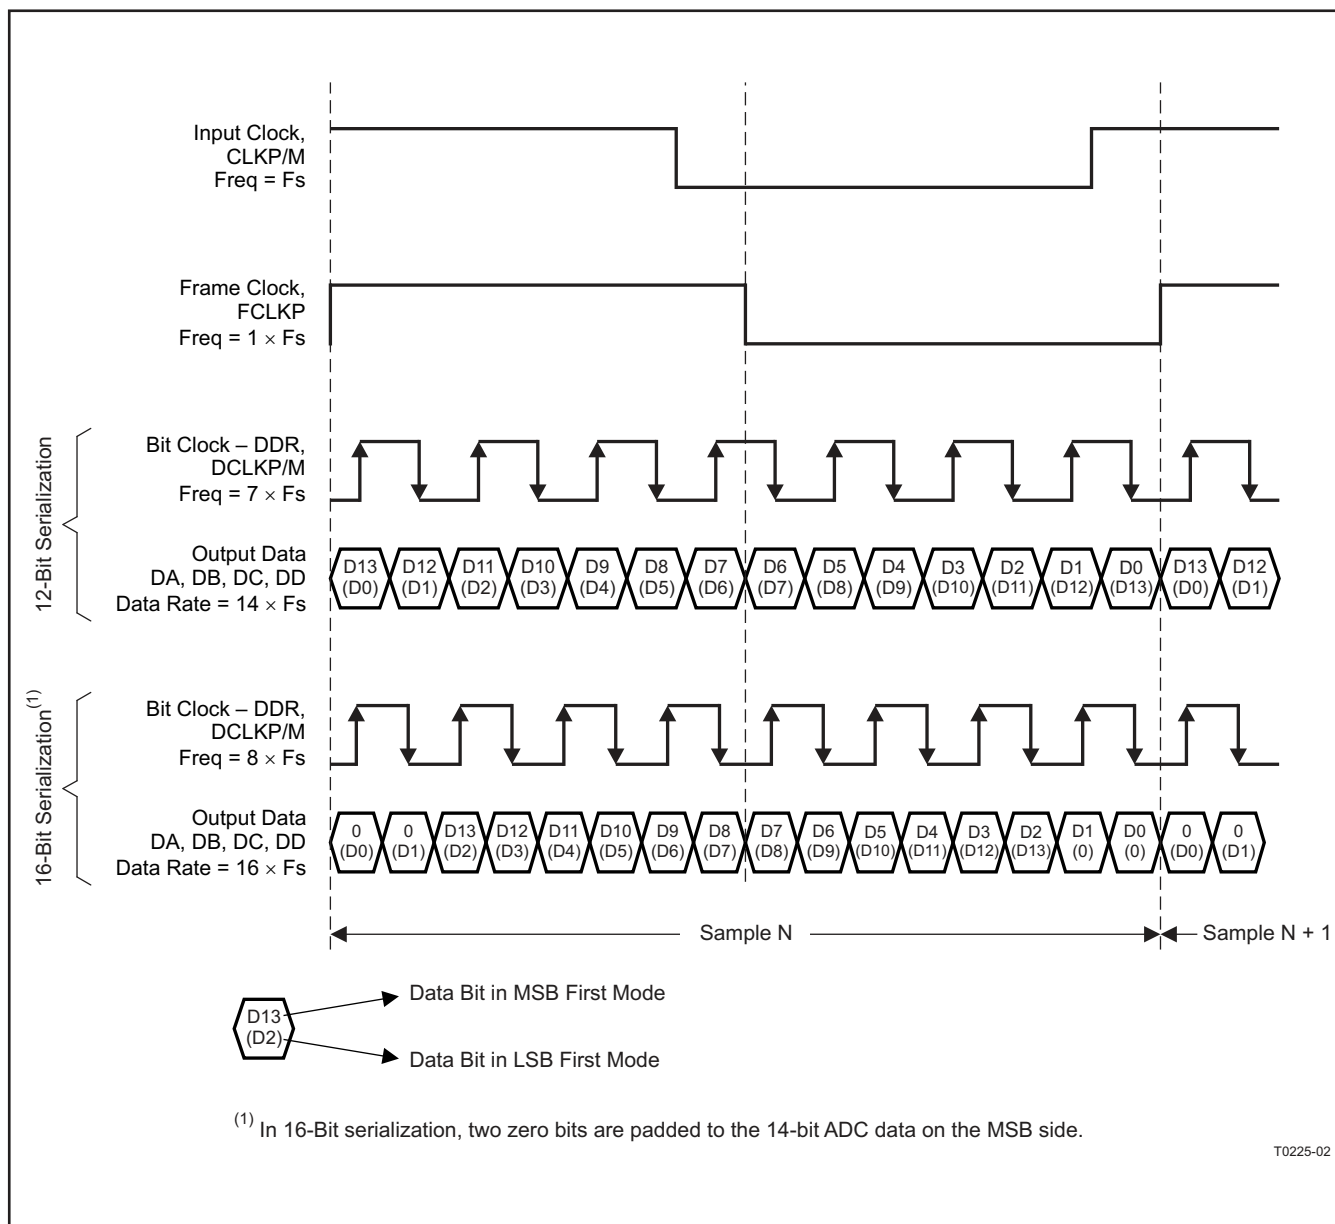 Input Clock,
CLKP/M
Freq = Fs
Frame Clock,
FCLKP
Freq = 1 × Fs
12-Bit Serialization
Bit Clock – DDR,
DCLKP/M
Freq = 7 × Fs
Output Data
DA, DB, DC, DD
Data Rate = 14 × Fs
D13 D12 D11 D10 D9 D8 D7 D6 D5 D4 D3 D2 D1 D0 D13 D12
(D0) (D1) (D2) (D3) (D4) (D5) (D6) (D7) (D8) (D9) (D10) (D11) (D12) (D13) (D0) (D1)
16-Bit Serialization(1)
Bit Clock – DDR,
DCLKP/M
Freq = 8 × Fs
Output Data
DA, DB, DC, DD
Data Rate = 16 × Fs
0 0 D13 D12 D11 D10 D9 D8 D7 D6 D5 D4 D3 D2 D1 D0 0 0
(D0) (D1) (D2) (D3) (D4) (D5) (D6) (D7) (D8) (D9) (D10) (D11) (D12) (D13) (0) (0) (D0) (D1)
Sample N
Sample N + 1
D13
(D2)
Data Bit in MSB First Mode
Data Bit in LSB First Mode
(1) In 16-Bit serialization, two zero bits are padded to the 14-bit ADC data on the MSB side.
T0225-02